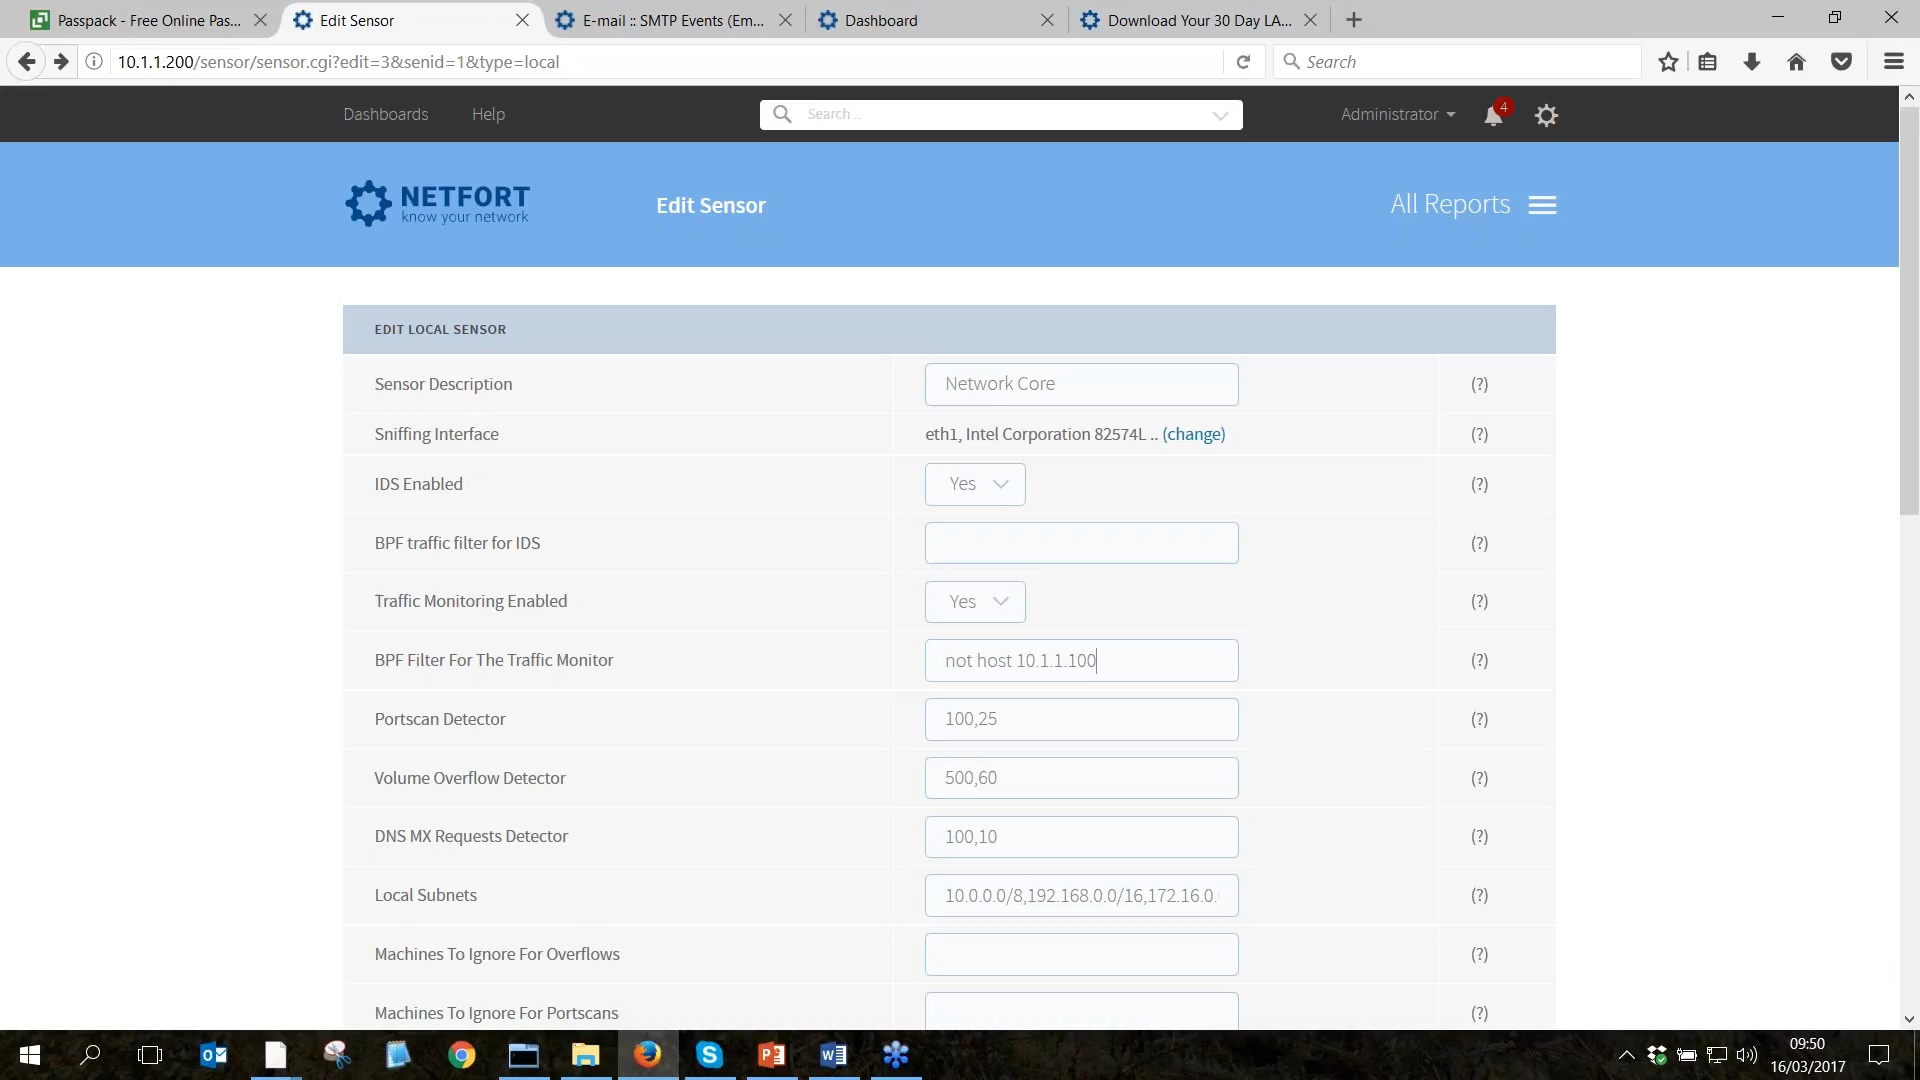 Passpack - Free Online Pas...
Edit Sensor
E-mail :: SMTP Events (Em...
Dashboard
Download Your 30 Day LA...
10.1.1.200/sensor/sensor.cgi?edit=3&senid=1&type=local
Search
Dashboards
Help
Search ..
Administrator
4
NETFORT
know your network
Edit Sensor
All Reports
EDIT LOCAL SENSOR
Sensor Description
Network Core
(?)
Sniffing Interface
eth1, Intel Corporation 82574L .. (change)
(?)
IDS Enabled
Yes
(?)
BPF traffic filter for IDS
(?)
Traffic Monitoring Enabled
Yes
(?)
BPF Filter For The Traffic Monitor
not host 10.1.1.100
(?)
Portscan Detector
100,25
(?)
Volume Overflow Detector
500,60
(?)
DNS MX Requests Detector
100,10
(?)
Local Subnets
10.0.0.0/8,192.168.0.0/16,172.16.0.
(?)
Machines To Ignore For Overflows
(?)
Machines To Ignore For Portscans
(?)
09:50
16/03/2017